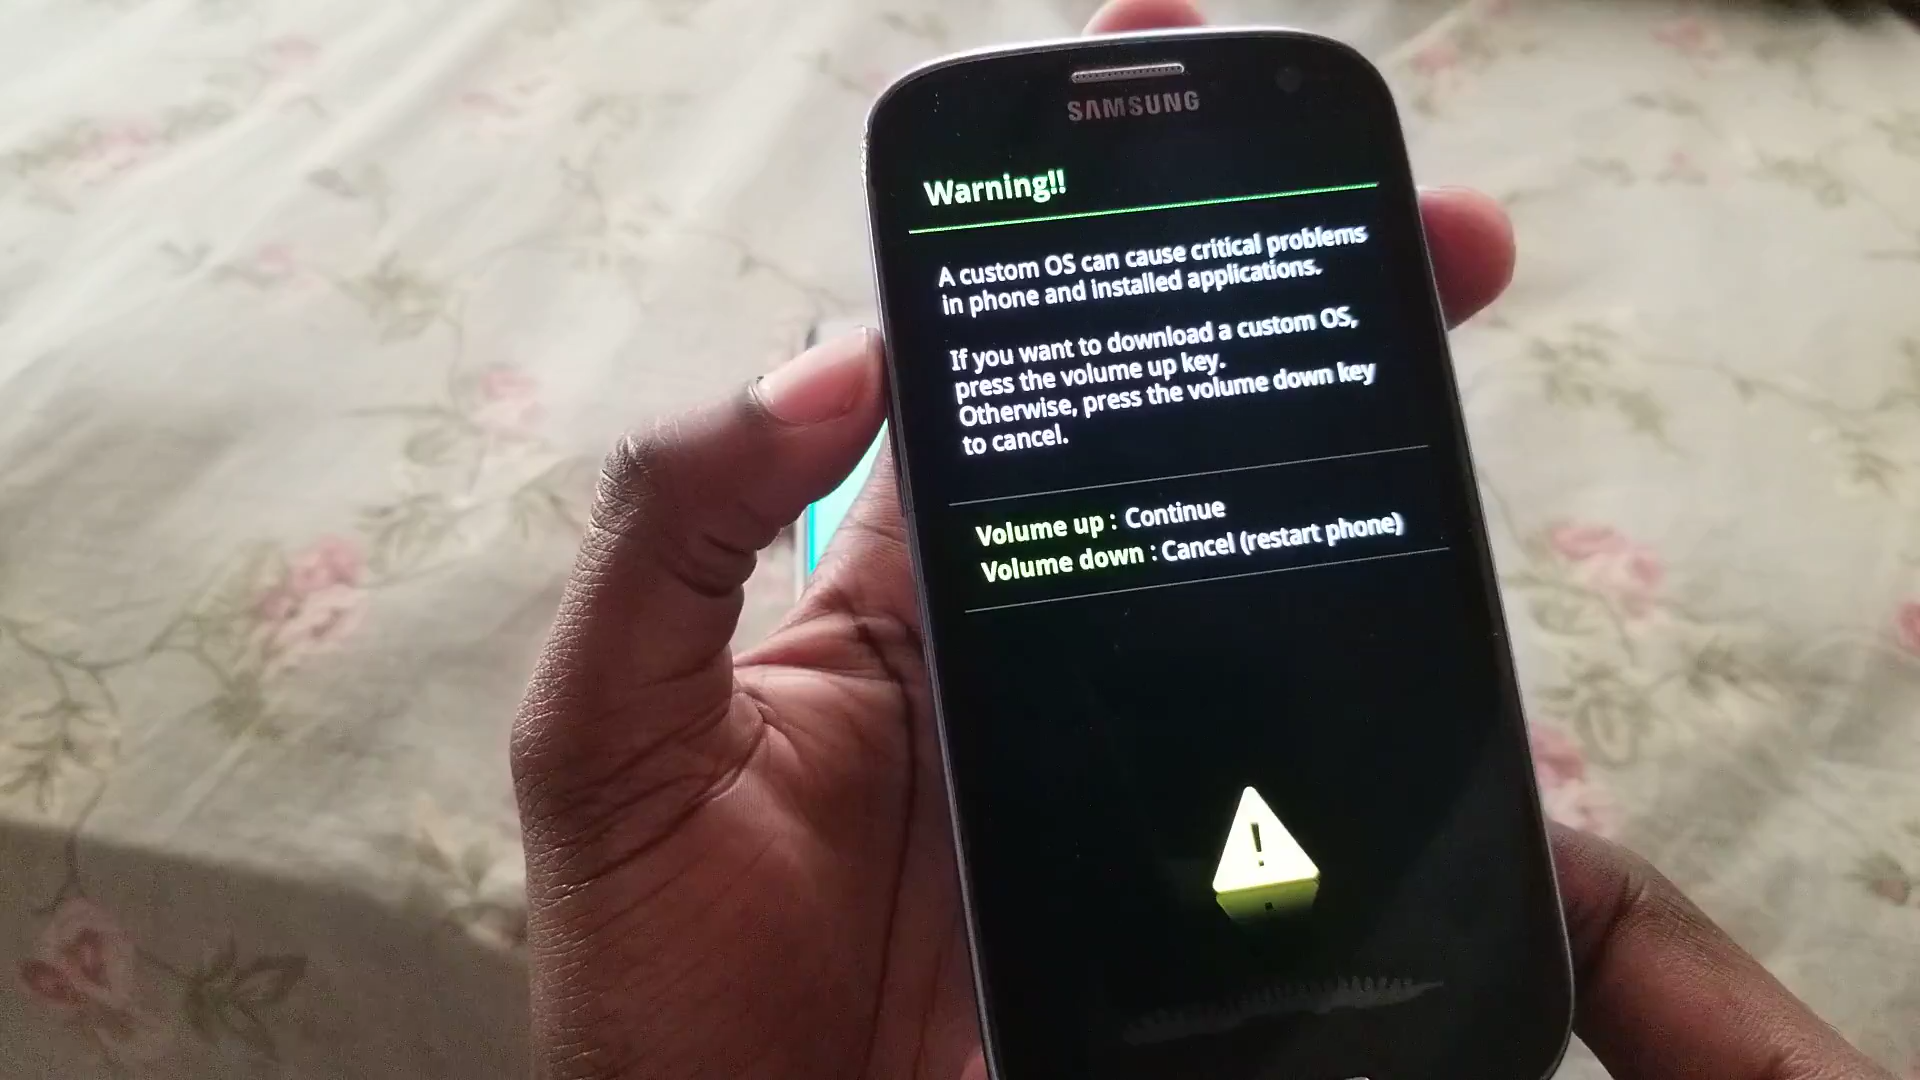 SAMSUNG
Warning!!
A custom OS can cause critical problems
in phone and installed applications.
If you want to download a custom OS,
press the volume up key.
Otherwise, press the volume down key
to cancel.
Volume up : Continue
Volume down : Cancel (restart phone)